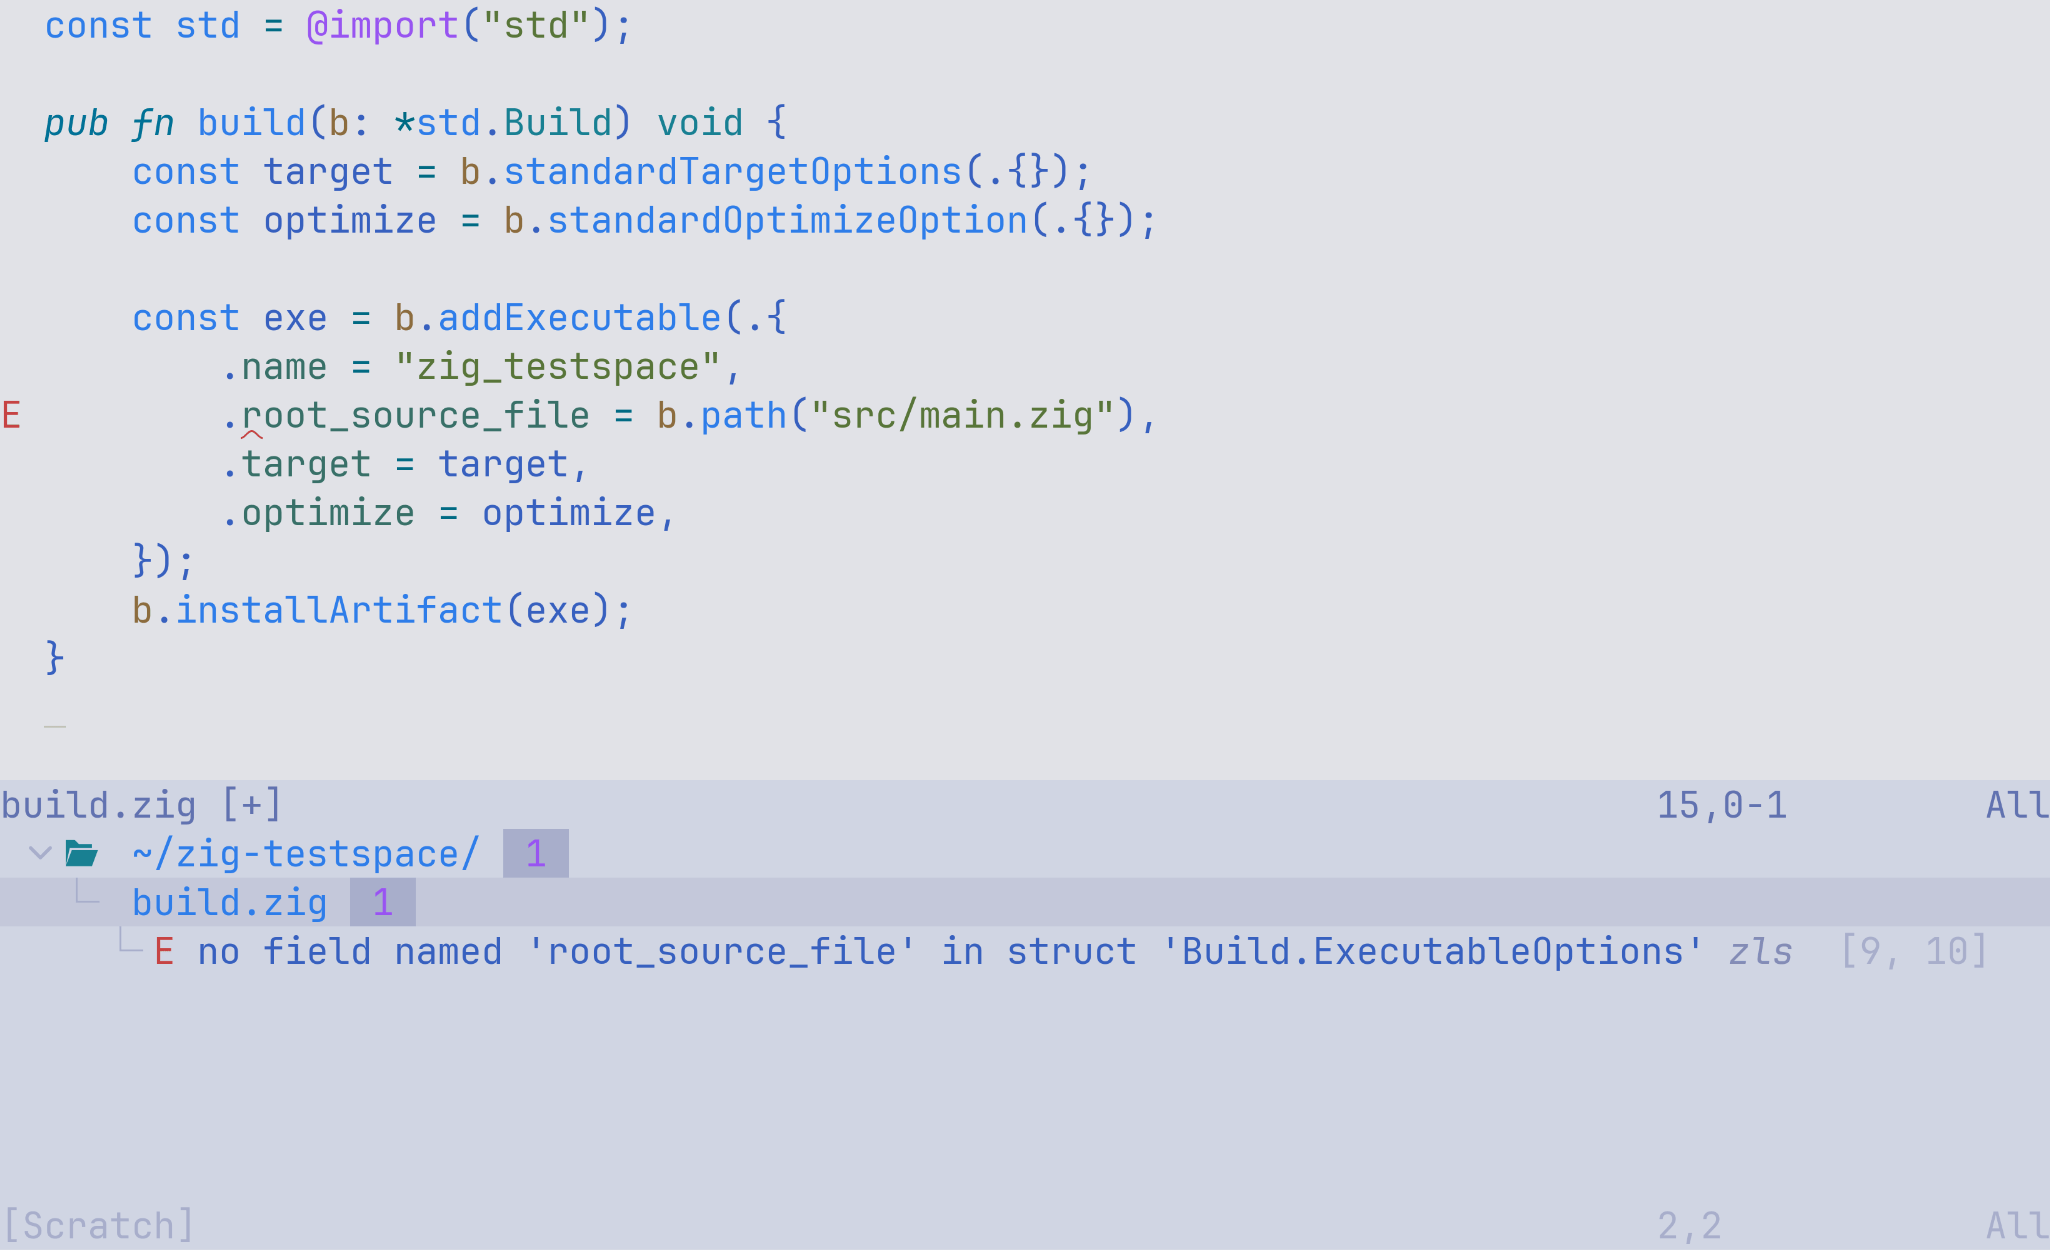 const std = @import("std");
pub fn build(b: *std.Build) void {
const target = b.standardTargetOptions(.{});
const optimize = b.standardOptimizeOption(.{});
const exe = b.addExecutable(.{
.name = "zig_testspace",
E .root_source_file = b.path("src/main.zig"),
.target = target,
.optimize = optimize,
});
b.installArtifact(exe);
}
build.zig [+] 15,0-1 All
~/zig-testspace/ 1
build.zig 1
E no field named 'root_source_file' in struct 'Build.ExecutableOptions' zls [9, 10]
[Scratch] 2,2 All